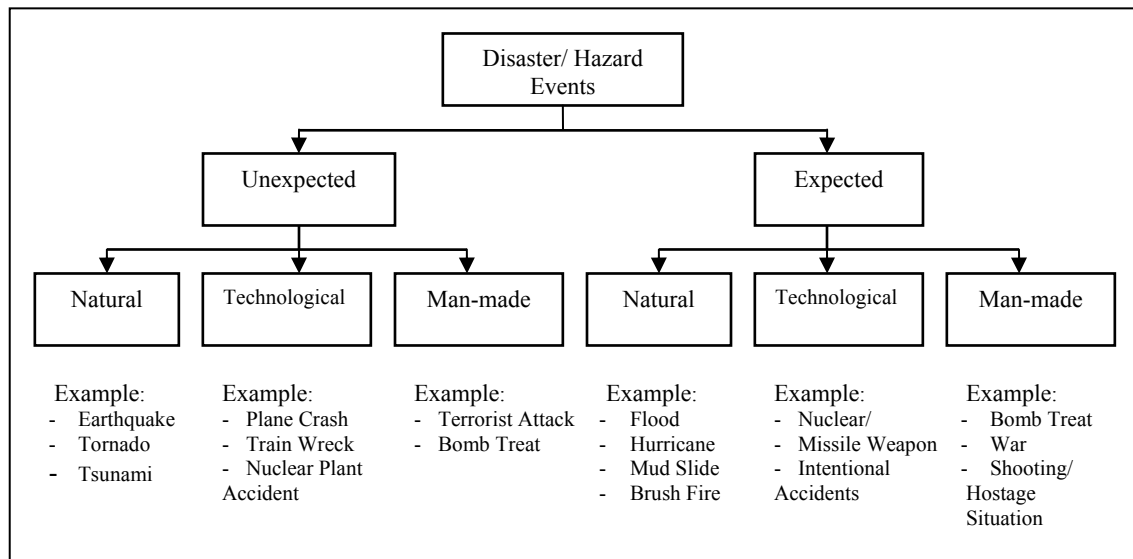 Disaster/ Hazard
Events
Unexpected
Expected
Natural
Technological
Man-made
Natural
Technological
Man-made
Example:
- Earthquake
- Tornado
- Tsunami
Example:
- Plane Crash
- Train Wreck
- Nuclear Plant
Accident
Example:
- Terrorist Attack
- Bomb Treat
Example:
- Flood
- Hurricane
- Mud Slide
- Brush Fire
Example:
- Nuclear/
- Missile Weapon
- Intentional
Accidents
Example:
- Bomb Treat
- War
- Shooting/
Hostage
Situation